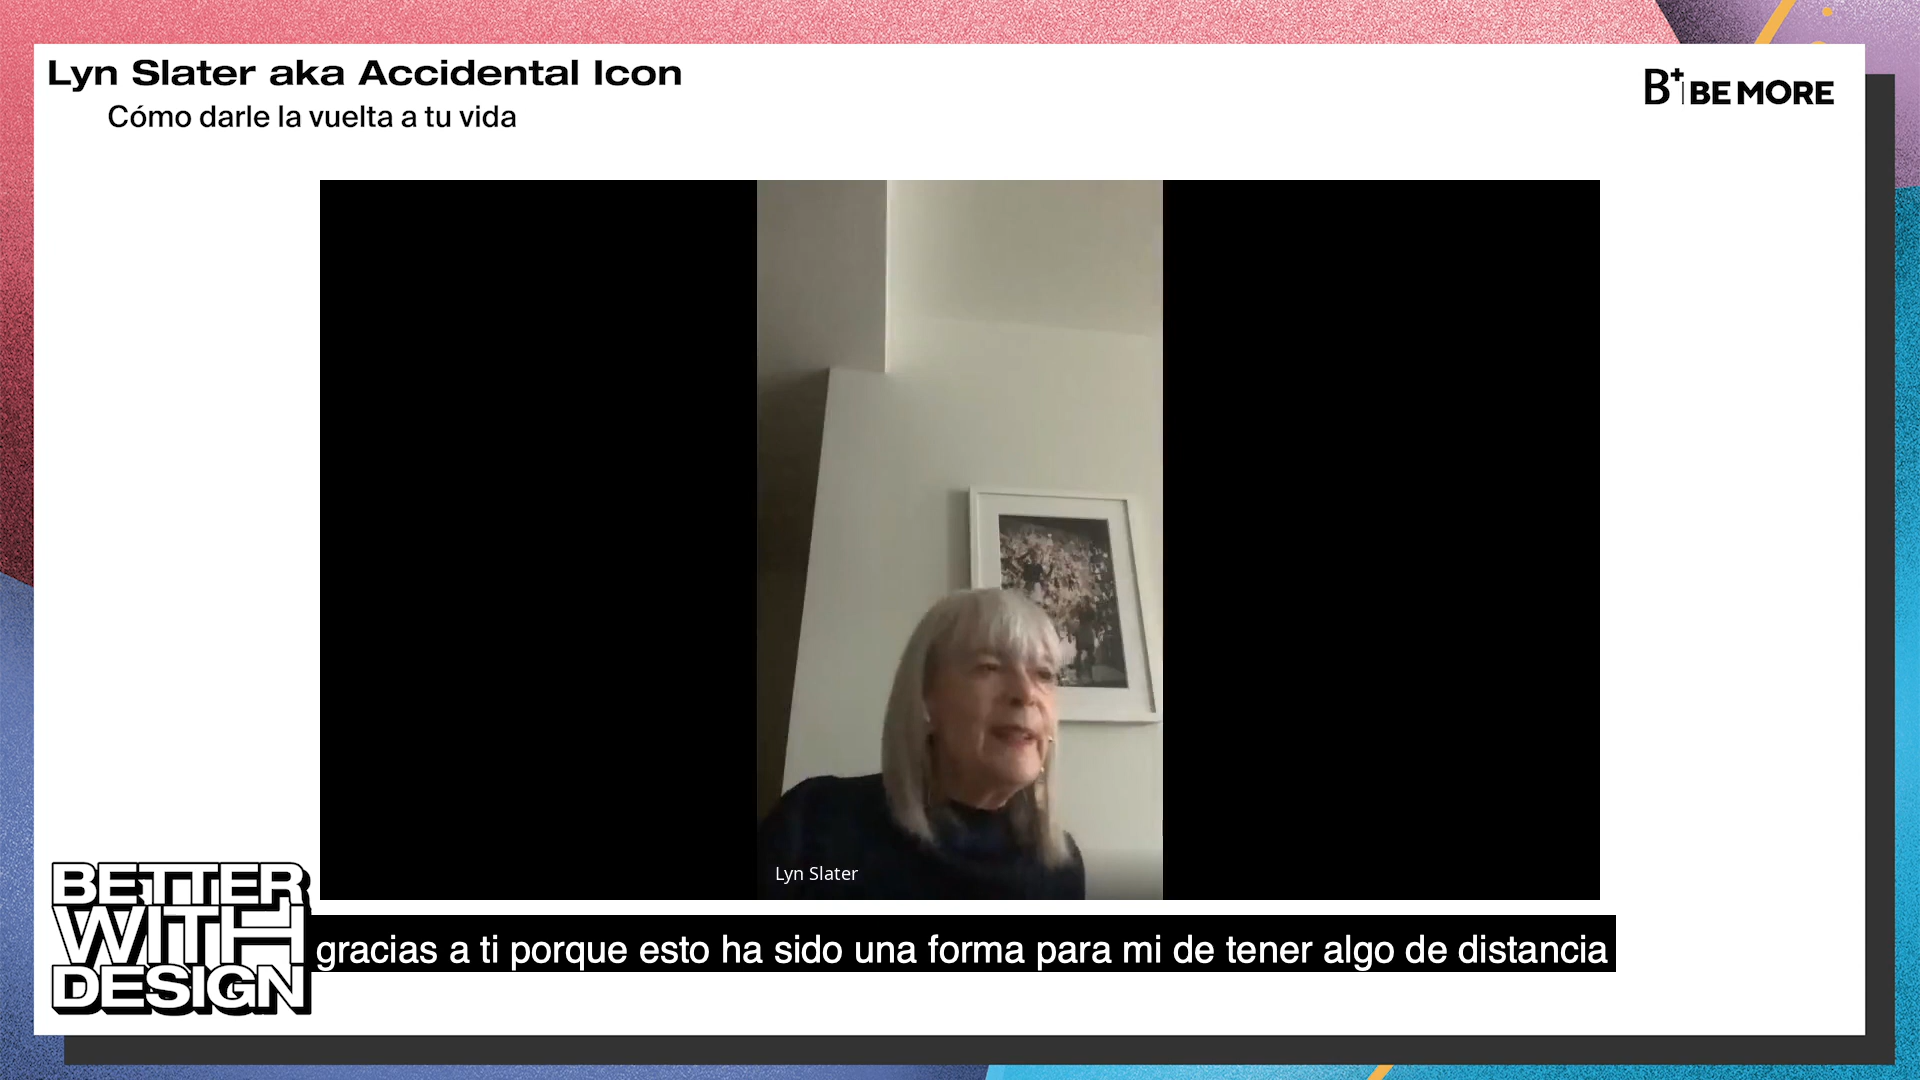 Lyn Slater aka Accidental Icon
Cómo darle la vuelta a tu vida
B+ BE MORE
Lyn Slater
BETTER
WITH
DESIGN
gracias a ti porque esto ha sido una forma para mi de tener algo de distancia